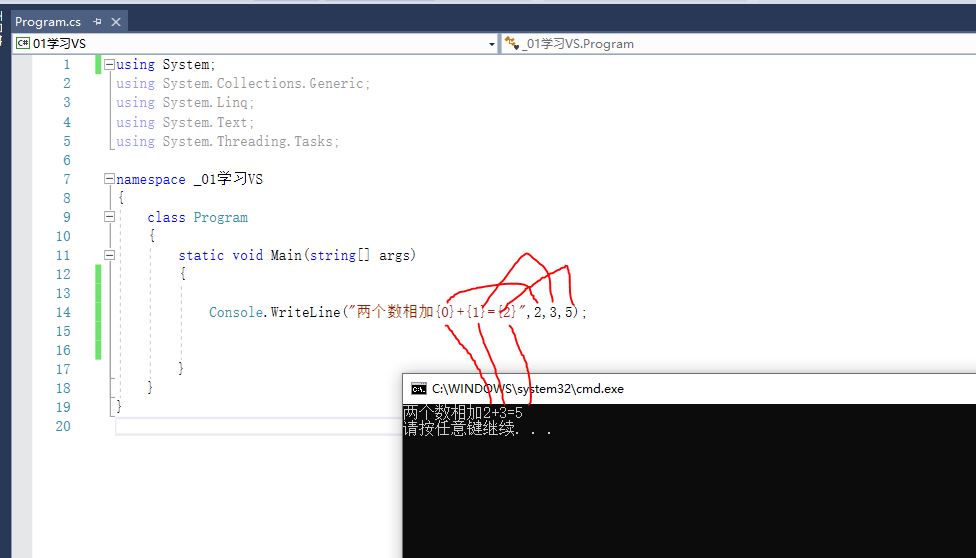 Program.cs
C# 01学习VS
_01学习VS.Program
1 using System;
2 using System.Collections.Generic;
3 using System.Linq;
4 using System.Text;
5 using System.Threading.Tasks;
6
7 namespace _01学习VS
8 {
9 class Program
10 {
11 static void Main(string[] args)
12 {
13
14 Console.WriteLine("两个数相加{0}+{1}={2}",2,3,5);
15
16
17 }
18 }
19 }
20
C:\WINDOWS\system32\cmd.exe
两个数相加2+3=5
请按任意键继续. . .